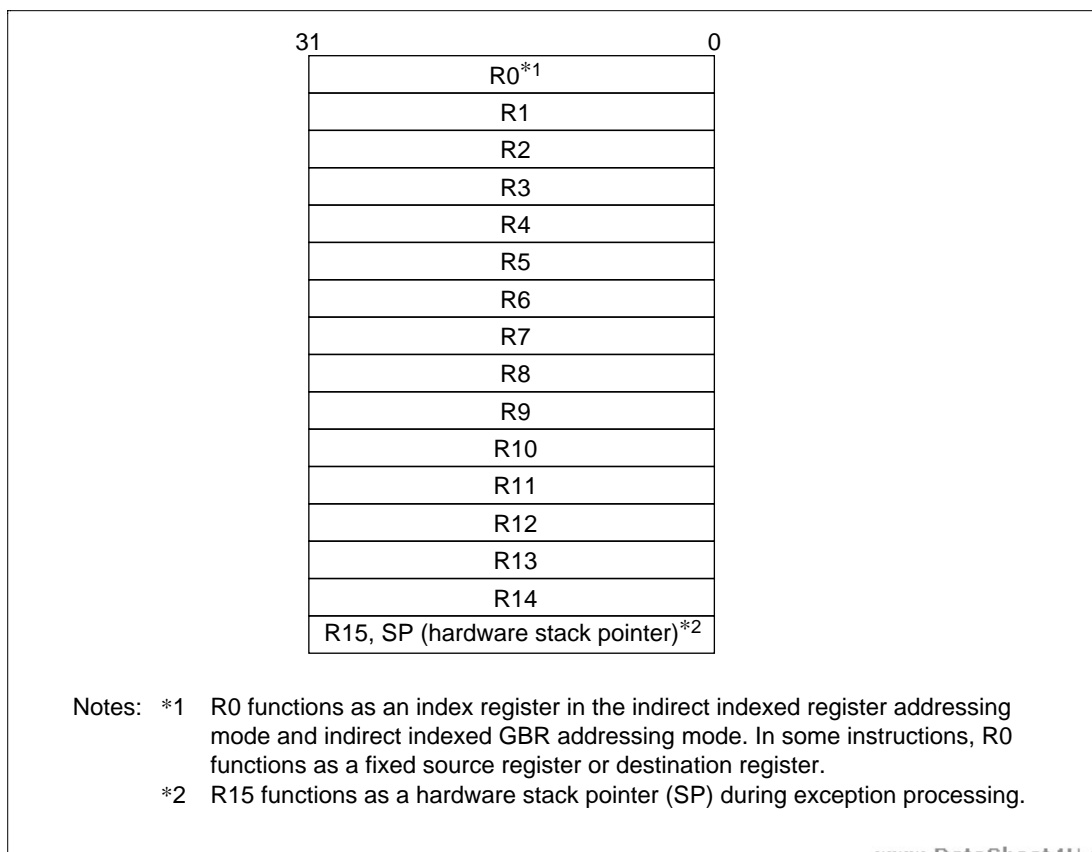 31 0
R0*1
R1
R2
R3
R4
R5
R6
R7
R8
R9
R10
R11
R12
R13
R14
R15, SP (hardware stack pointer)*2
Notes: *1 R0 functions as an index register in the indirect indexed register addressing
mode and indirect indexed GBR addressing mode. In some instructions, R0
functions as a fixed source register or destination register.
*2 R15 functions as a hardware stack pointer (SP) during exception processing.